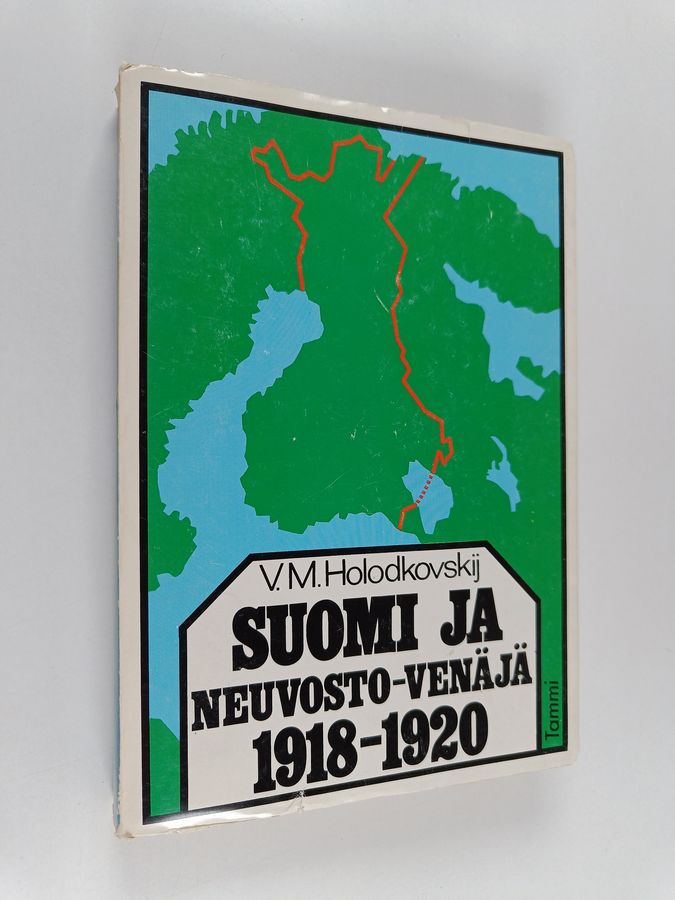 V.M.Holodkovskij
SUOMI JA
NEUVOSTO-VENÄJÄ
1918-1920
Tammi